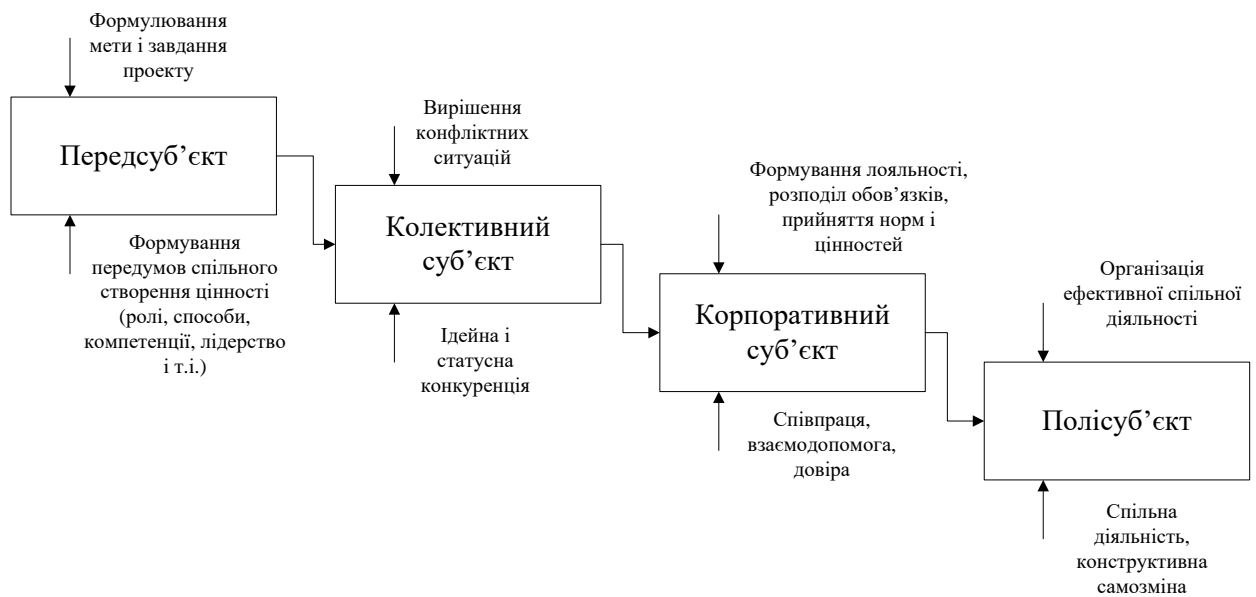 Формулювання
мети і завдання
проекту
Передсуб’єкт
Формування
передумов спільного
створення цінності
(ролі, способи,
компетенції, лідерство
і т.і.)
Вирішення
конфліктних
ситуацій
Колективний
суб’єкт
Ідейна і
статусна
конкуренція
Формування лояльності,
розподіл обов’язків,
прийняття норм і
цінностей
Корпоративний
суб’єкт
Співпраця,
взаємодопомога,
довіра
Організація
ефективної спільної
діяльності
Полісуб’єкт
Спільна
діяльність,
конструктивна
самозміна